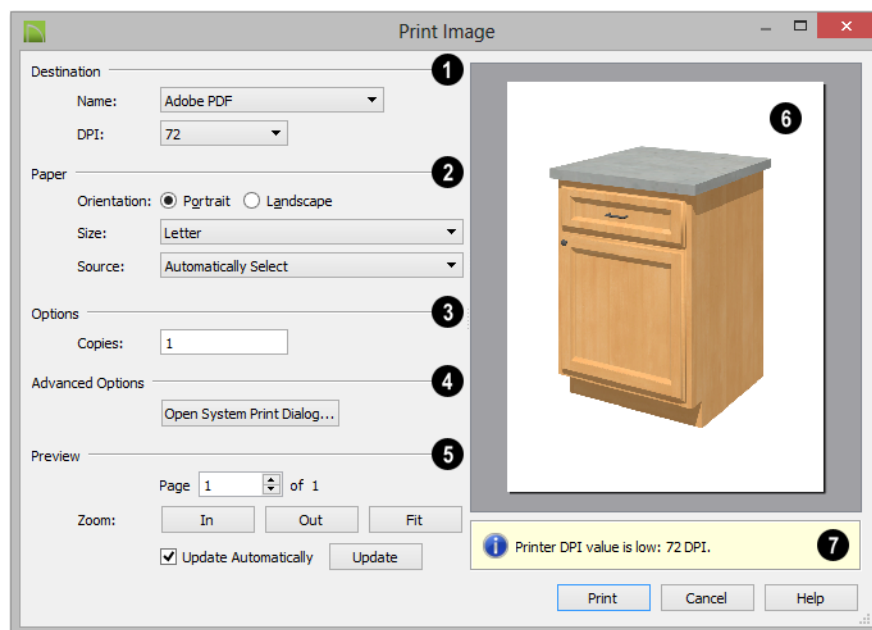 Print Image
Destination 1
Name: Adobe PDF
DPI: 72
Paper 2
Orientation: Portrait Landscape
Size: Letter
Source: Automatically Select
Options 3
Copies: 1
Advanced Options 4
Open System Print Dialog...
Preview 5
Page 1 of 1
Zoom: In Out Fit
Update Automatically Update
6
Printer DPI value is low: 72 DPI. 7
Print Cancel Help